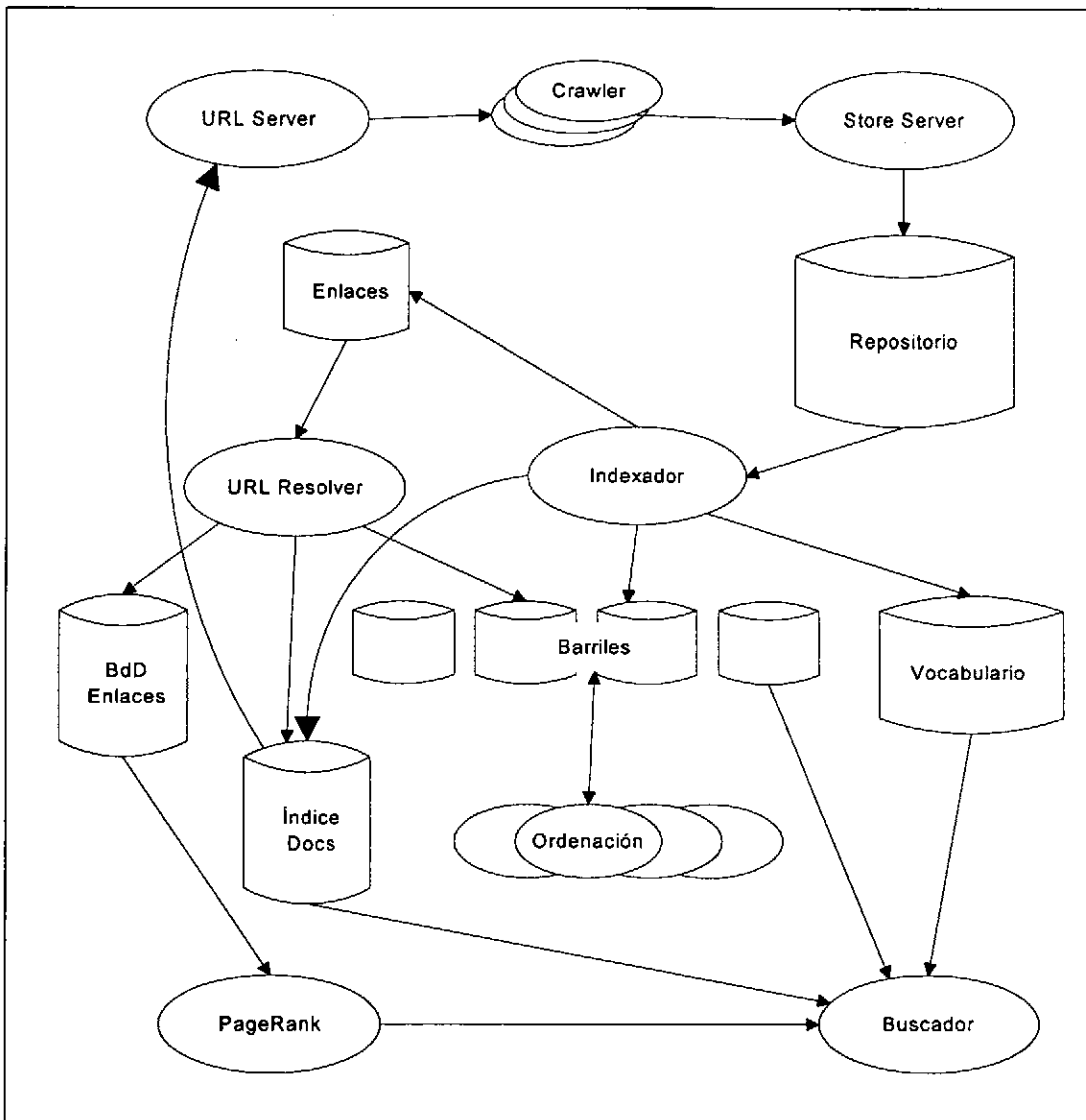 Crawler
URL Server
Store Server
Enlaces
Repositorio
URL Resolver
Indexador
BdD
Enlaces
Barriles
Vocabulario
Índice
Docs
Ordenación
PageRank
Buscador